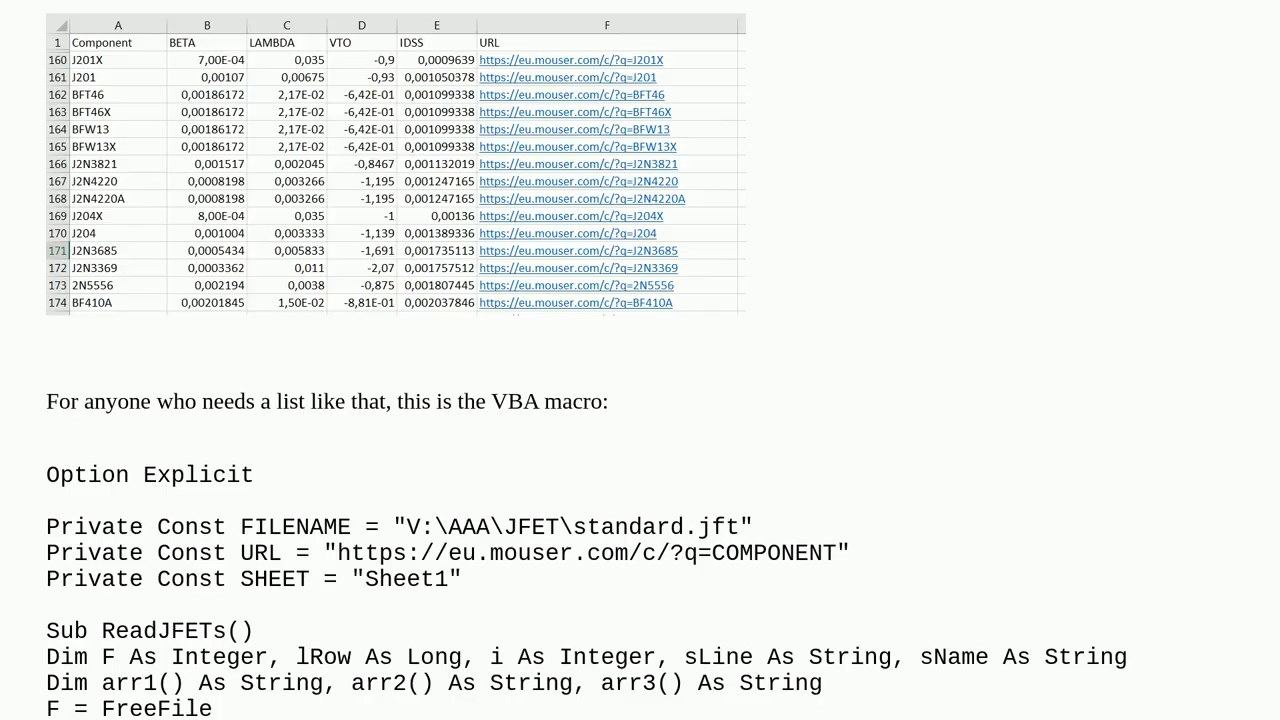 A B C D E F
1 Component BETA LAMBDA VTO IDSS URL
160 J201X 7,00E-04 0,035 -0,9 0,0009639 https://eu.mouser.com/c/?q=J201X
161 J201 0,00107 0,00675 -0,93 0,001050378 https://eu.mouser.com/c/?q=J201
162 BFT46 0,00186172 2,17E-02 -6,42E-01 0,001099338 https://eu.mouser.com/c/?q=BFT46
163 BFT46X 0,00186172 2,17E-02 -6,42E-01 0,001099338 https://eu.mouser.com/c/?q=BFT46X
164 BFW13 0,00186172 2,17E-02 -6,42E-01 0,001099338 https://eu.mouser.com/c/?q=BFW13
165 BFW13X 0,00186172 2,17E-02 -6,42E-01 0,001099338 https://eu.mouser.com/c/?q=BFW13X
166 J2N3821 0,001517 0,002045 -0,8467 0,001132019 https://eu.mouser.com/c/?q=J2N3821
167 J2N4220 0,0008198 0,003266 -1,195 0,001247165 https://eu.mouser.com/c/?q=J2N4220
168 J2N4220A 0,0008198 0,003266 -1,195 0,001247165 https://eu.mouser.com/c/?q=J2N4220A
169 J204X 8,00E-04 0,035 -1 0,00136 https://eu.mouser.com/c/?q=J204X
170 J204 0,001004 0,003333 -1,139 0,001389336 https://eu.mouser.com/c/?q=J204
171 J2N3685 0,0005434 0,005833 -1,691 0,001735113 https://eu.mouser.com/c/?q=J2N3685
172 J2N3369 0,0003362 0,011 -2,07 0,001757512 https://eu.mouser.com/c/?q=J2N3369
173 2N5556 0,002194 0,0038 -0,875 0,001807445 https://eu.mouser.com/c/?q=2N5556
174 BF410A 0,00201845 1,50E-02 -8,81E-01 0,002037846 https://eu.mouser.com/c/?q=BF410A
For anyone who needs a list like that, this is the VBA macro:
Option Explicit
Private Const FILENAME = "V:\AAA\JFET\standard.jft"
Private Const URL = "https://eu.mouser.com/c/?q=COMPONENT"
Private Const SHEET = "Sheet1"
Sub ReadJFETs()
Dim F As Integer, lRow As Long, i As Integer, sLine As String, sName As String
Dim arr1() As String, arr2() As String, arr3() As String
F = FreeFile